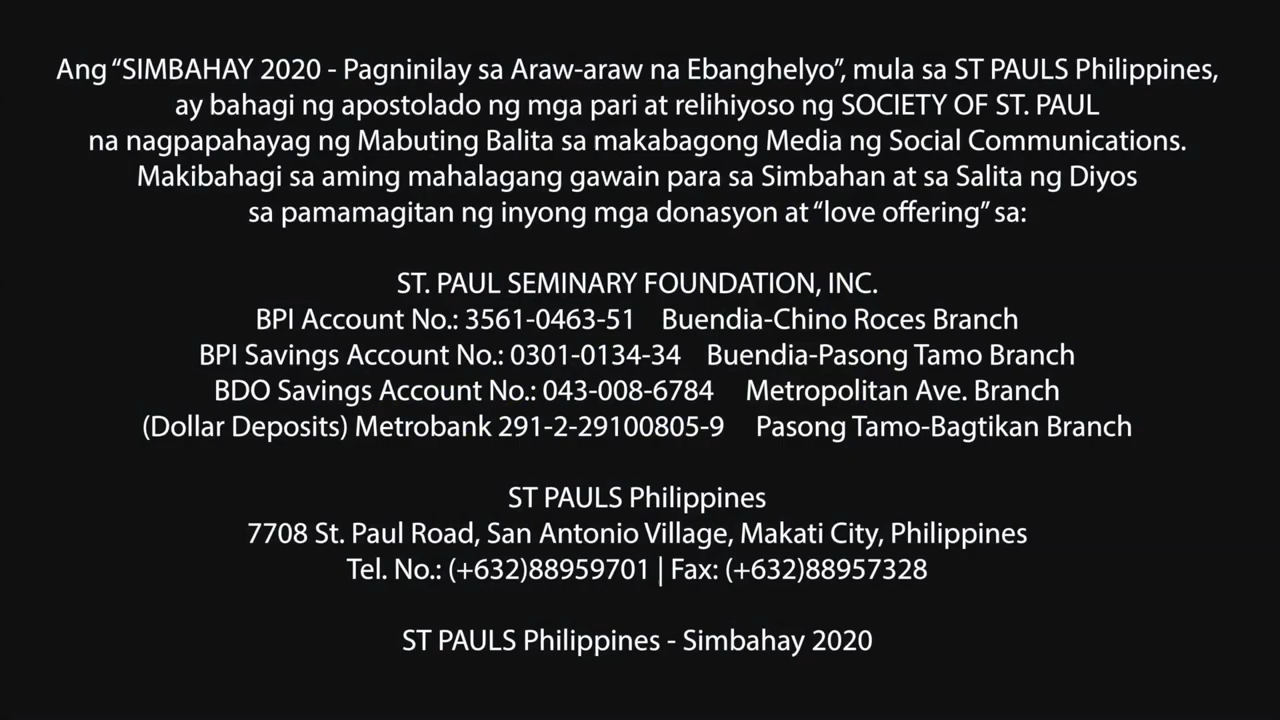 Ang “SIMBAHAY 2020 - Pagninilay sa Araw-araw na Ebanghelyo”, mula sa ST PAULS Philippines,
ay bahagi ng apostolado ng mga pari at relihiyoso ng SOCIETY OF ST. PAUL
na nagpapahayag ng Mabuting Balita sa makabagong Media ng Social Communications.
Makibahagi sa aming mahalagang gawain para sa Simbahan at sa Salita ng Diyos
sa pamamagitan ng inyong mga donasyon at “love offering” sa:
ST. PAUL SEMINARY FOUNDATION, INC.
BPI Account No.: 3561-0463-51 Buendia-Chino Roces Branch
BPI Savings Account No.: 0301-0134-34 Buendia-Pasong Tamo Branch
BDO Savings Account No.: 043-008-6784 Metropolitan Ave. Branch
(Dollar Deposits) Metrobank 291-2-29100805-9 Pasong Tamo-Bagtikan Branch
ST PAULS Philippines
7708 St. Paul Road, San Antonio Village, Makati City, Philippines
Tel. No.: (+632)88959701 | Fax: (+632)88957328
ST PAULS Philippines - Simbahay 2020